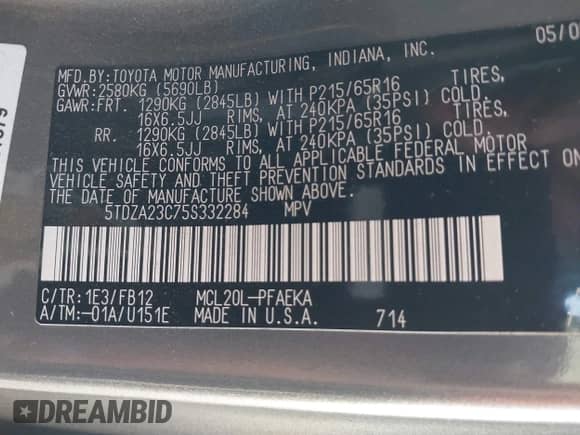 05/0
MFD. BY: TOYOTA MOTOR MANUFACTURING, INDIANA, INC.
GVWR: 2580KG (5690LB)
GAWR: FRT. 1290KG (2845LB) WITH P215/65R16 TIRES,
16X6.5JJ RIMS, AT 240KPA (35PSI) COLD.
RR. 1290KG (2845LB) WITH P215/65R16 TIRES,
16X6.5JJ RIMS, AT 240KPA (35PSI) COLD.
THIS VEHICLE CONFORMS TO ALL APPLICABLE FEDERAL MOTOR
VEHICLE SAFETY AND THEFT PREVENTION STANDARDS IN EFFECT ON
THE DATE OF MANUFACTURE SHOWN ABOVE.
5TDZA23C75S332284 MPV
C/TR: 1E3/FB12 MCL20L-PFAEKA
A/TM: -01A/U151E MADE IN U.S.A. 714
DREAMBID